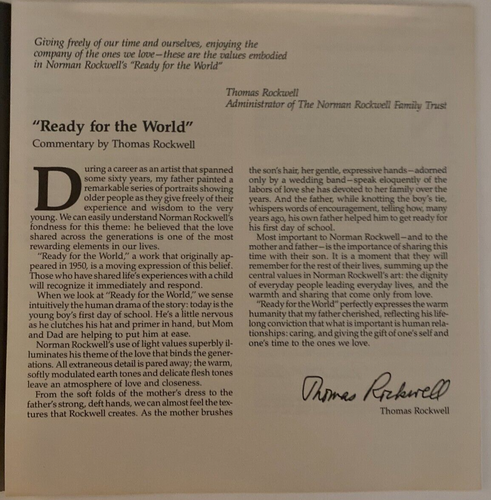 Giving freely of our time and ourselves, enjoying the
company of the ones we love—these are the values embodied
in Norman Rockwell's "Ready for the World"
Thomas Rockwell
Administrator of The Norman Rockwell Family Trust
"Ready for the World"
Commentary by Thomas Rockwell
During a career as an artist that spanned
some sixty years, my father painted a
remarkable series of portraits showing
older people as they give freely of their
experience and wisdom to the very
young. We can easily understand Norman Rockwell's
fondness for this theme: he believed that the love
shared across the generations is one of the most
rewarding elements in our lives.
"Ready for the World," a work that originally ap-
peared in 1950, is a moving expression of this belief.
Those who have shared life's experiences with a child
will recognize it immediately and respond.
When we look at "Ready for the World," we sense
intuitively the human drama of the story: today is the
young boy's first day of school. He's a little nervous
as he clutches his hat and primer in hand, but Mom
and Dad are helping to put him at ease.
Norman Rockwell's use of light values superbly il-
luminates his theme of the love that binds the gener-
ations. All extraneous detail is pared away; the warm,
softly modulated earth tones and delicate flesh tones
leave an atmosphere of love and closeness.
From the soft folds of the mother's dress to the
father's strong, deft hands, we can almost feel the tex-
tures that Rockwell creates. As the mother brushes
the son's hair, her gentle, expressive hands—adorned
only by a wedding band—speak eloquently of the
labors of love she has devoted to her family over the
years. And the father, while knotting the boy's tie,
whispers words of encouragement, telling how, many
years ago, his own father helped him to get ready for
his first day of school.
Most important to Norman Rockwell—and to the
mother and father—is the importance of sharing this
time with their son. It is a moment that they will
remember for the rest of their lives, summing up the
central values in Norman Rockwell's art: the dignity
of everyday people leading everyday lives, and the
warmth and sharing that come only from love.
"Ready for the World" perfectly expresses the warm
humanity that my father cherished, reflecting his life-
long conviction that what is important is human rela-
tionships: caring, and giving the gift of one's self and
one's time to the ones we love.
Thomas Rockwell
Thomas Rockwell